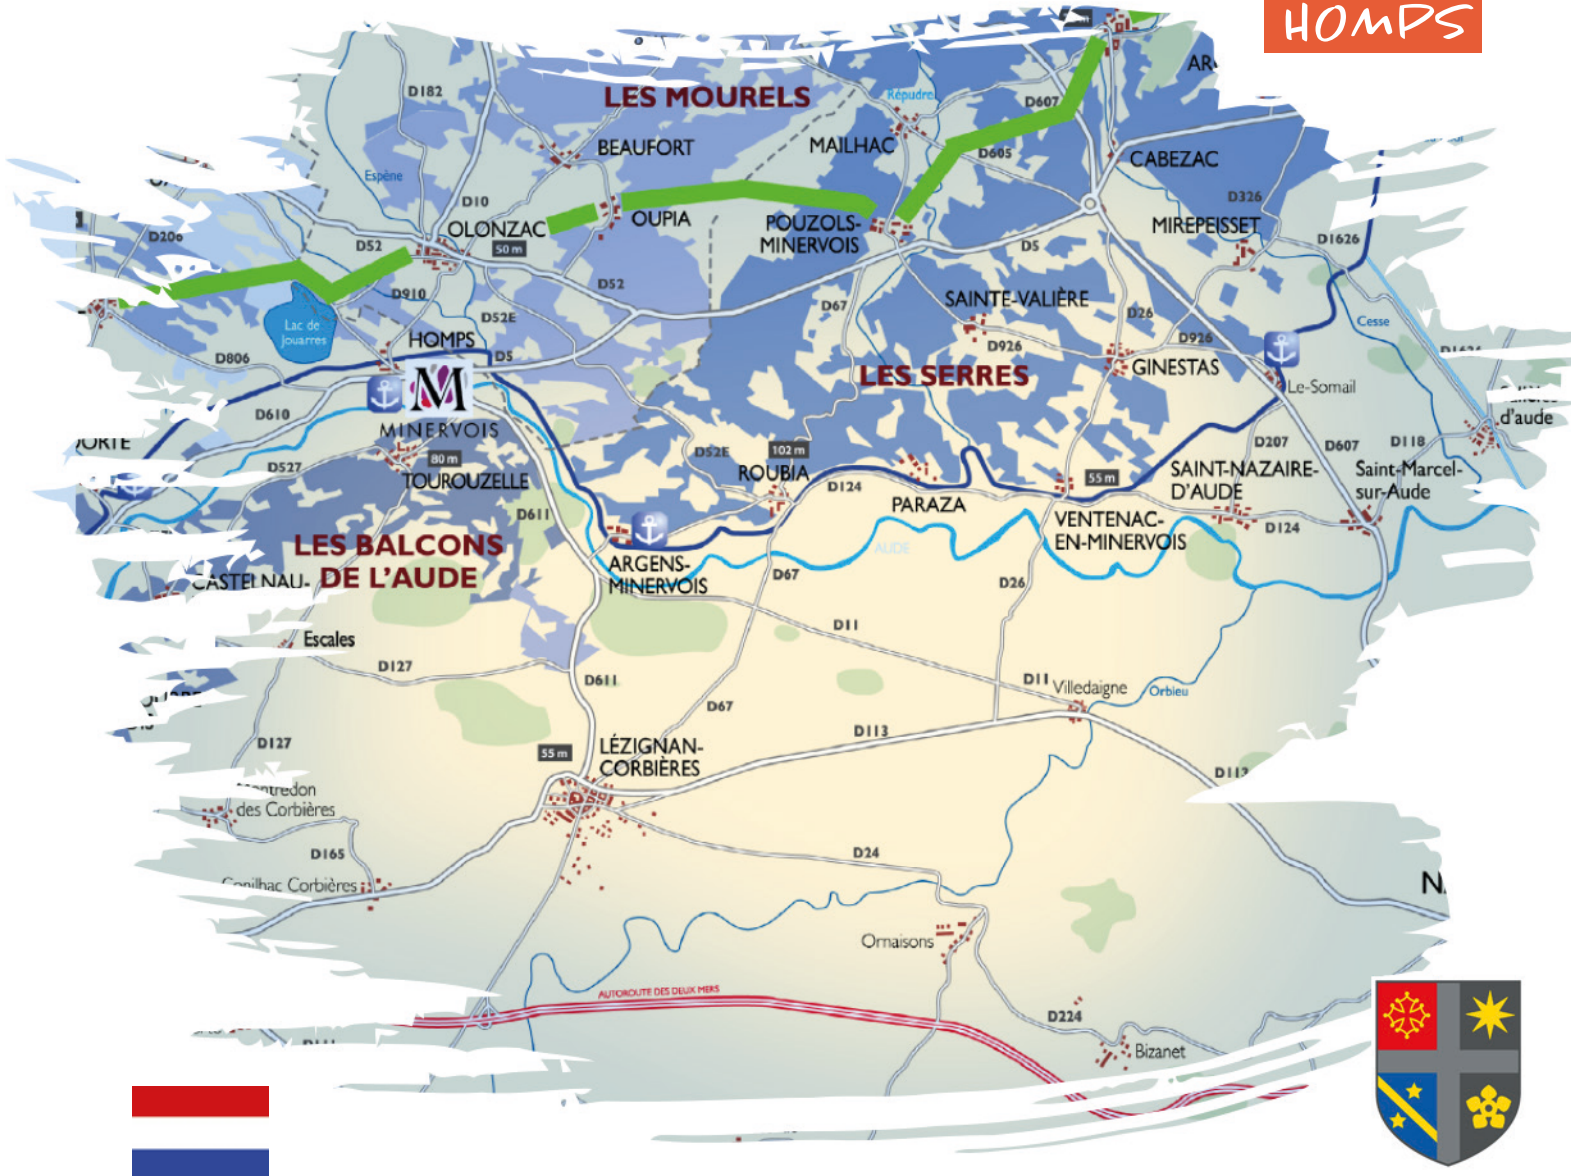 HOMPS
D182
LES MOURELS
Répudre
D607
BEAUFORT
MAILHAC
D605
CABEZAC
Espène
D10
D326
D206
D52
OLONZAC
50 m
OUPIA
POUZOLS-
MINERVOIS
D5
MIREPEISSET
D1626
D910
D52
D67
SAINTE-VALIÈRE
D26
Cesse
Lac de
Jouarres
D52E
HOMPS
D5
D926
D926
D806
LES SERRES
GINESTAS
Le-Somail
M
MINERVOIS
D610
d'aude
D527
80 m
TOUROUZELLE
D52E
102 m
ROUBIA
D124
PARAZA
55 m
D207
D607
D118
SAINT-NAZAIRE-
D'AUDE
Saint-Marcel-
sur-Aude
D611
VENTENAC-
EN-MINERVOIS
D124
LES BALCONS
DE L'AUDE
AUDE
CASTELNAU-
ARGENS-
MINERVOIS
D67
D26
Escales
D11
D127
D611
D11
Villedaigne
Orbieu
D67
D127
D113
LÉZIGNAN-
CORBIÈRES
55 m
des Corbières
D165
D24
Conilhac Corbières
Ornaisons
AUTOROUTE DES DEUX MERS
D224
Bizanet